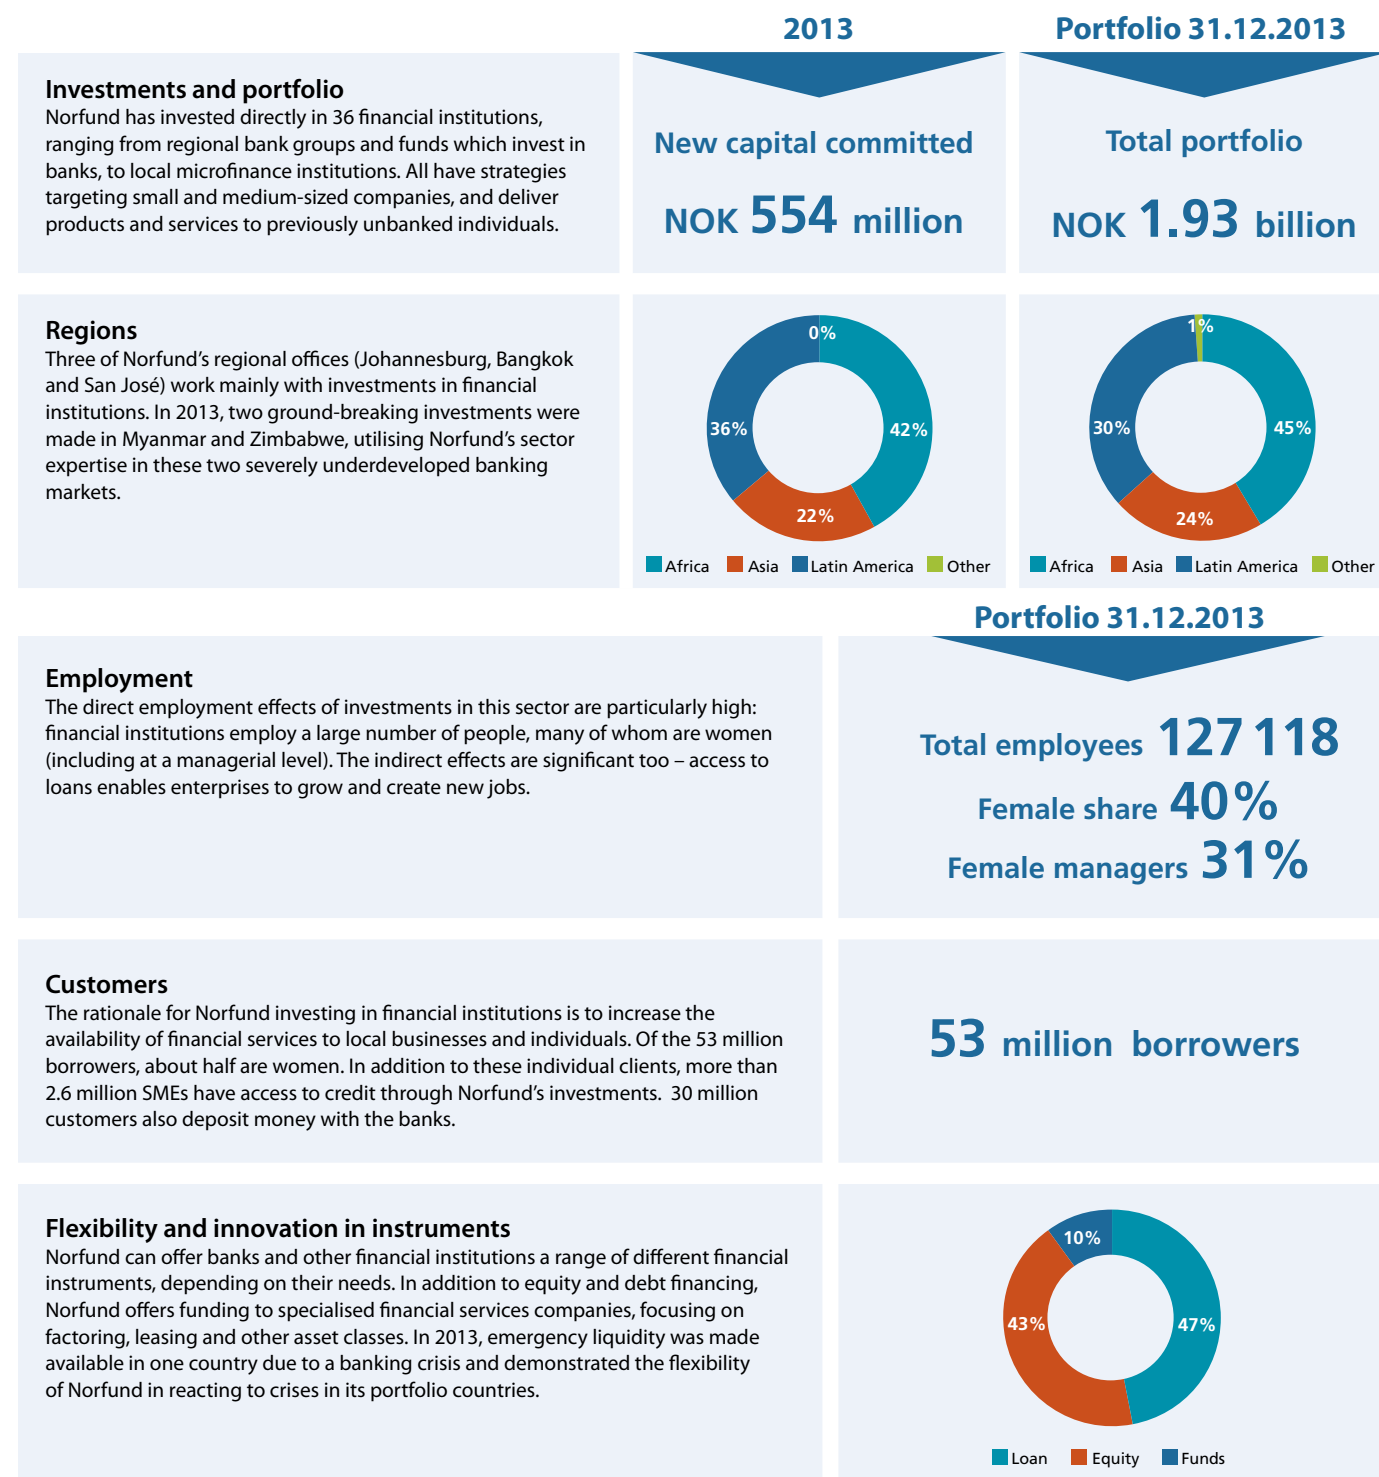 2013
Portfolio 31.12.2013
Investments and portfolio
Norfund has invested directly in 36 financial institutions,
ranging from regional bank groups and funds which invest in
banks, to local microfinance institutions. All have strategies
targeting small and medium-sized companies, and deliver
products and services to previously unbanked individuals.
New capital committed
NOK 554 million
Total portfolio
NOK 1.93 billion
Regions
Three of Norfund’s regional offices (Johannesburg, Bangkok
and San José) work mainly with investments in financial
institutions. In 2013, two ground-breaking investments were
made in Myanmar and Zimbabwe, utilising Norfund’s sector
expertise in these two severely underdeveloped banking
markets.
0%
36%
42%
22%
Africa Asia Latin America Other
1%
30%
45%
24%
Africa Asia Latin America Other
Portfolio 31.12.2013
Employment
The direct employment effects of investments in this sector are particularly high:
financial institutions employ a large number of people, many of whom are women
(including at a managerial level). The indirect effects are significant too – access to
loans enables enterprises to grow and create new jobs.
Total employees 127 118
Female share 40%
Female managers 31%
Customers
The rationale for Norfund investing in financial institutions is to increase the
availability of financial services to local businesses and individuals. Of the 53 million
borrowers, about half are women. In addition to these individual clients, more than
2.6 million SMEs have access to credit through Norfund’s investments. 30 million
customers also deposit money with the banks.
53 million borrowers
Flexibility and innovation in instruments
Norfund can offer banks and other financial institutions a range of different financial
instruments, depending on their needs. In addition to equity and debt financing,
Norfund offers funding to specialised financial services companies, focusing on
factoring, leasing and other asset classes. In 2013, emergency liquidity was made
available in one country due to a banking crisis and demonstrated the flexibility
of Norfund in reacting to crises in its portfolio countries.
10%
43%
47%
Loan Equity Funds